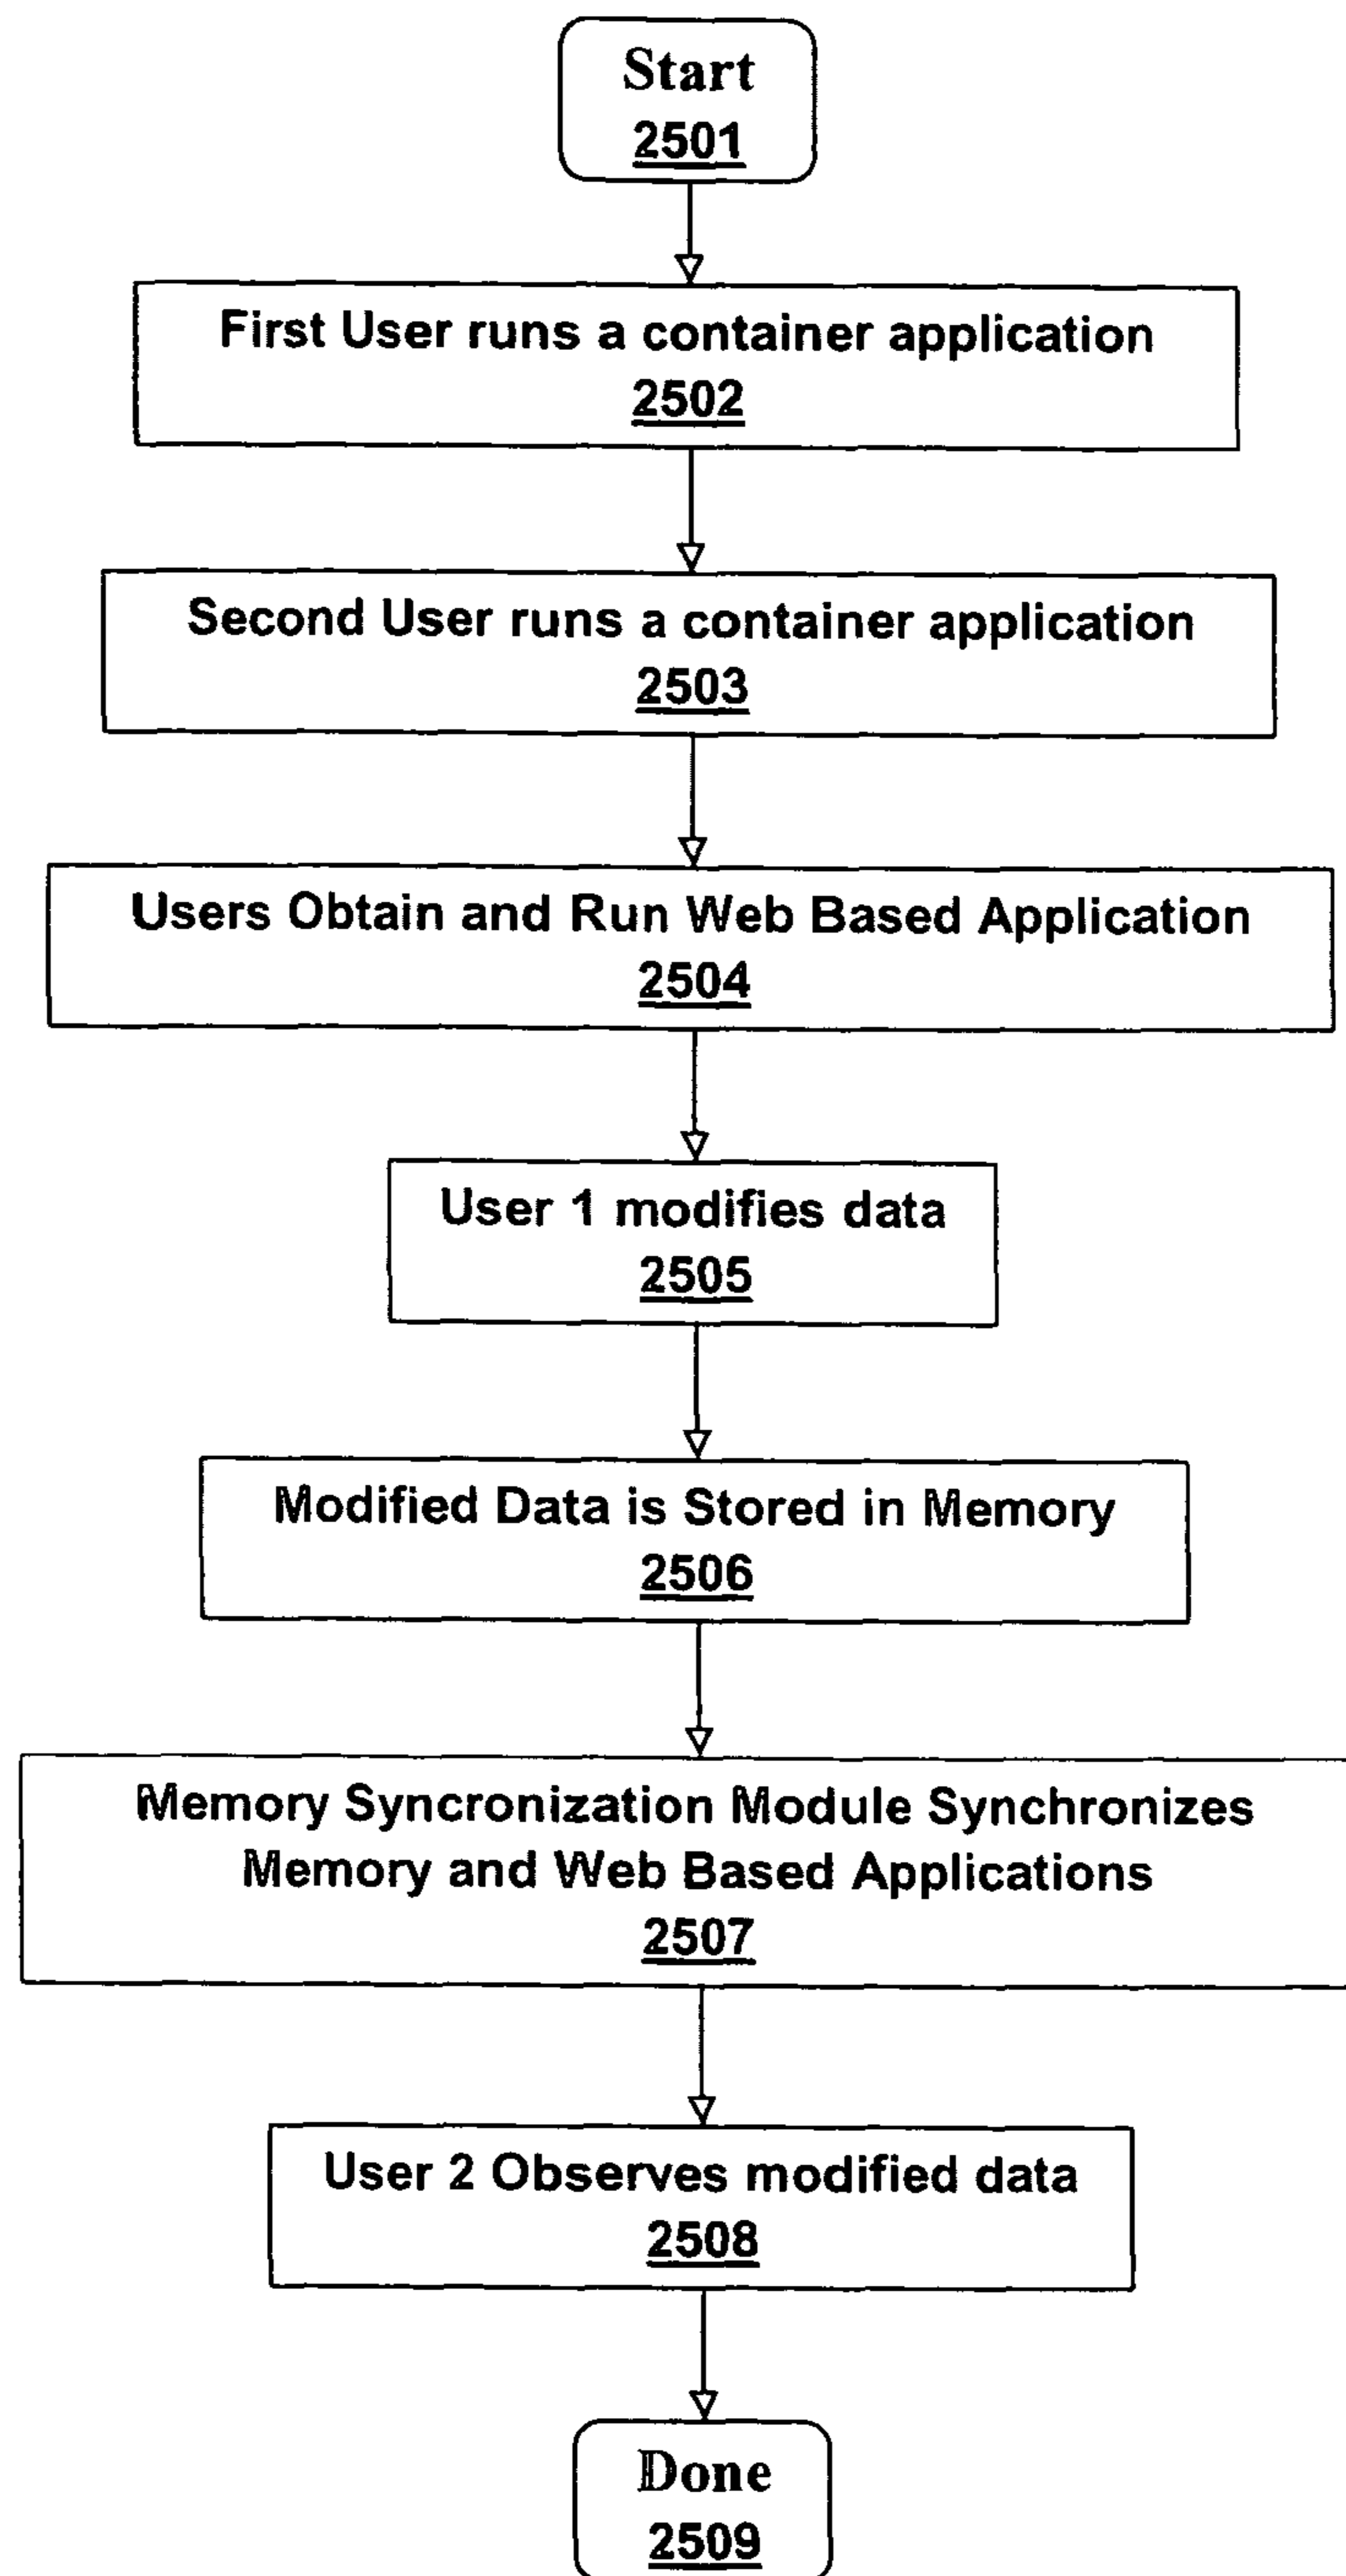 Start
2501
First User runs a container application
2502
Second User runs a container application
2503
Users Obtain and Run Web Based Application
2504
User 1 modifies data
2505
Modified Data is Stored in Memory
2506
Memory Syncronization Module Synchronizes
Memory and Web Based Applications
2507
User 2 Observes modified data
2508
Done
2509